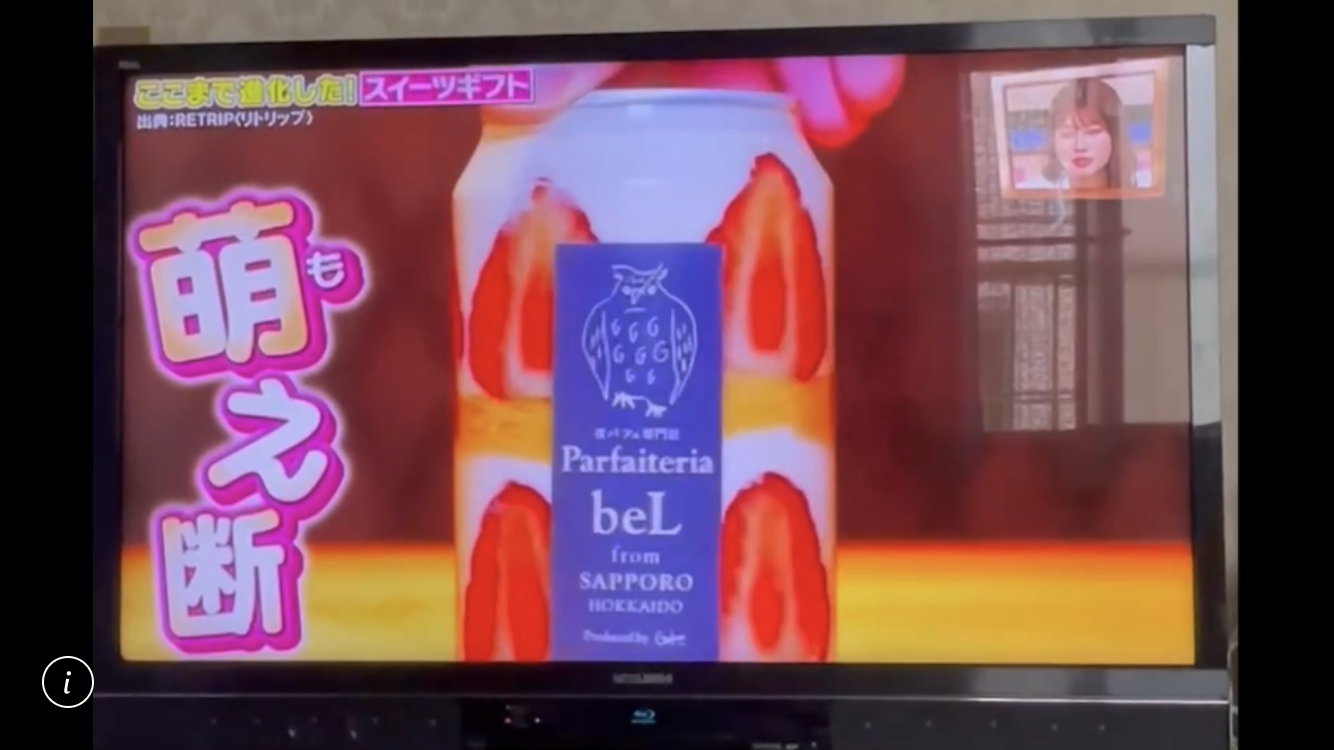 ここまで進化した! スイーツギフト
出典:RETRIP〈リトリップ〉
萌え断
も
夜パフェ専門店
Parfaiteria
beL
from
SAPPORO
HOKKAIDO
Produced by
MITSUBISHI
i